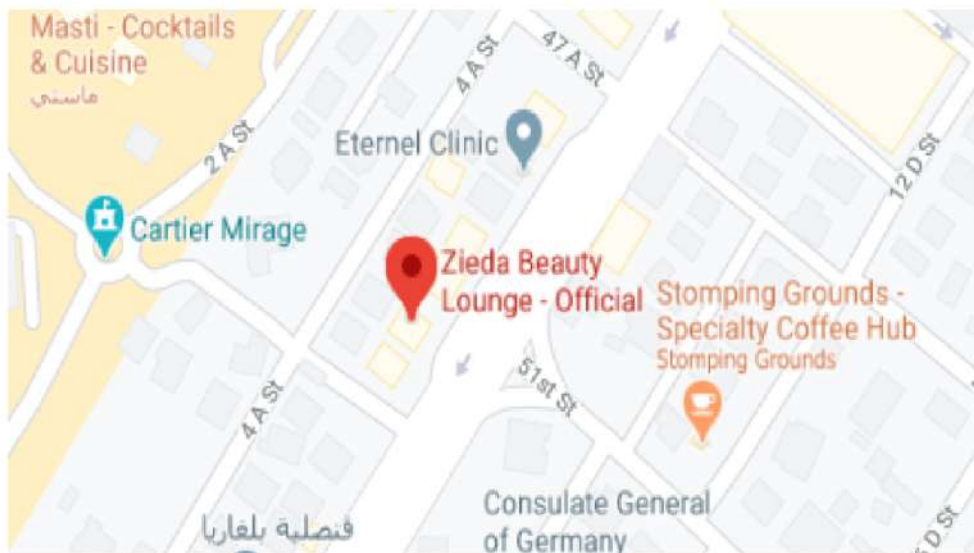 Masti - Cocktails
& Cuisine
ماستي
47 A St
4 A St
2 A St
Eternel Clinic
12 D St
Cartier Mirage
Zieda Beauty
Lounge - Official
Stomping Grounds -
Specialty Coffee Hub
Stomping Grounds
51st St
4 A St
Consulate General
of Germany
قنصلية بلغاريا
D St